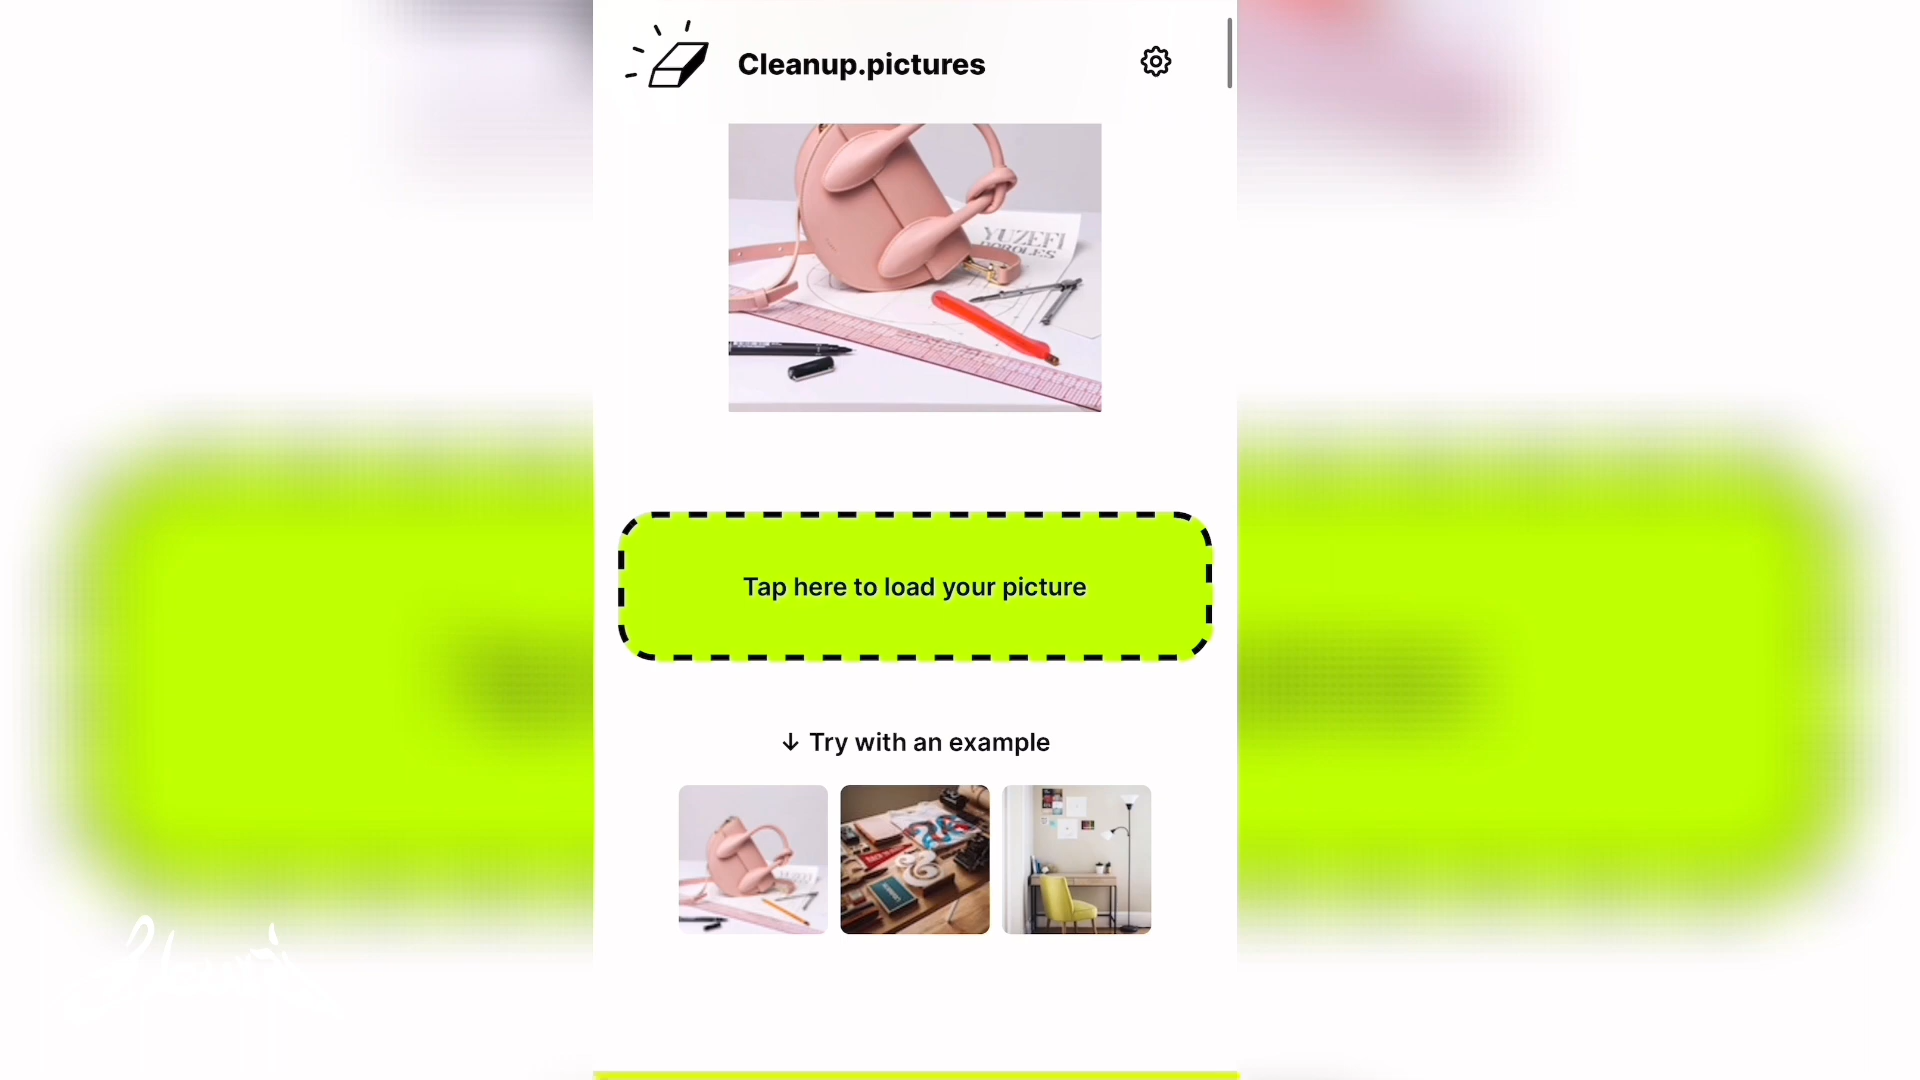 Cleanup.pictures
YUZEFI
Tap here to load your picture
↓ Try with an example